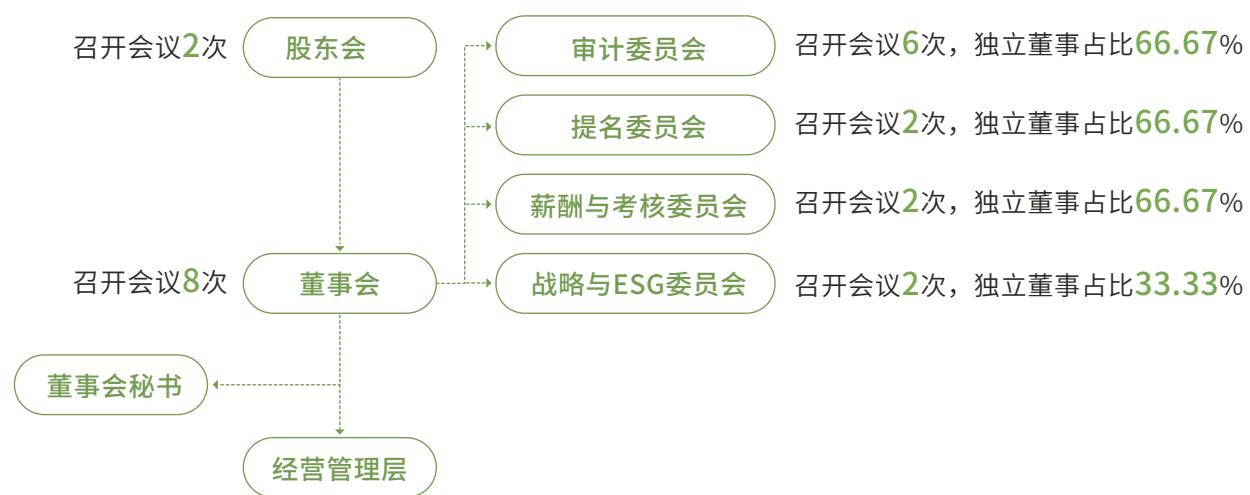 召开会议2次
股东会
审计委员会
召开会议6次，独立董事占比66.67%
提名委员会
召开会议2次，独立董事占比66.67%
薪酬与考核委员会
召开会议2次，独立董事占比66.67%
召开会议8次
董事会
战略与ESG委员会
召开会议2次，独立董事占比33.33%
董事会秘书
经营管理层